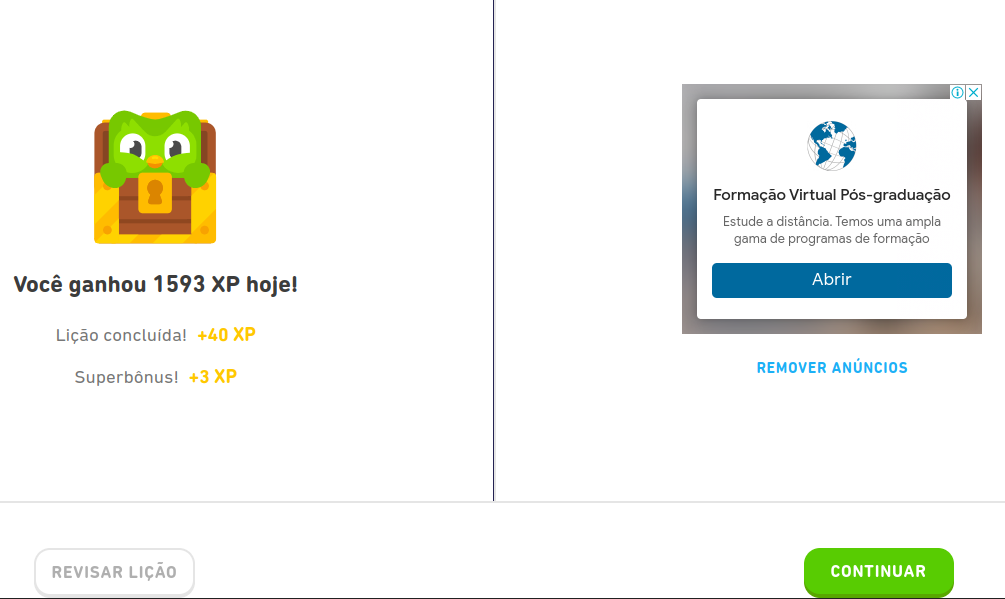 Você ganhou 1593 XP hoje!
Lição concluída! +40 XP
Superbônus! +3 XP
Formação Virtual Pós-graduação
Estude a distância. Temos uma ampla
gama de programas de formação
Abrir
REMOVER ANÚNCIOS
REVISAR LIÇÃO
CONTINUAR